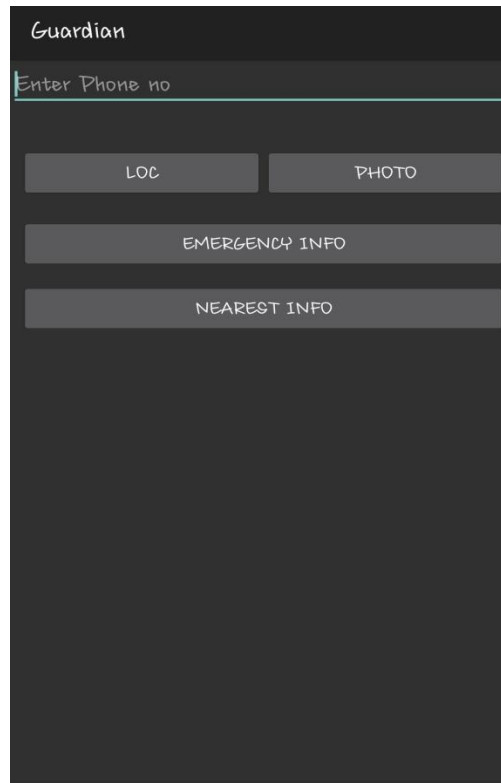 Guardian
Enter Phone no
LOC PHOTO
EMERGENCY INFO
NEAREST INFO